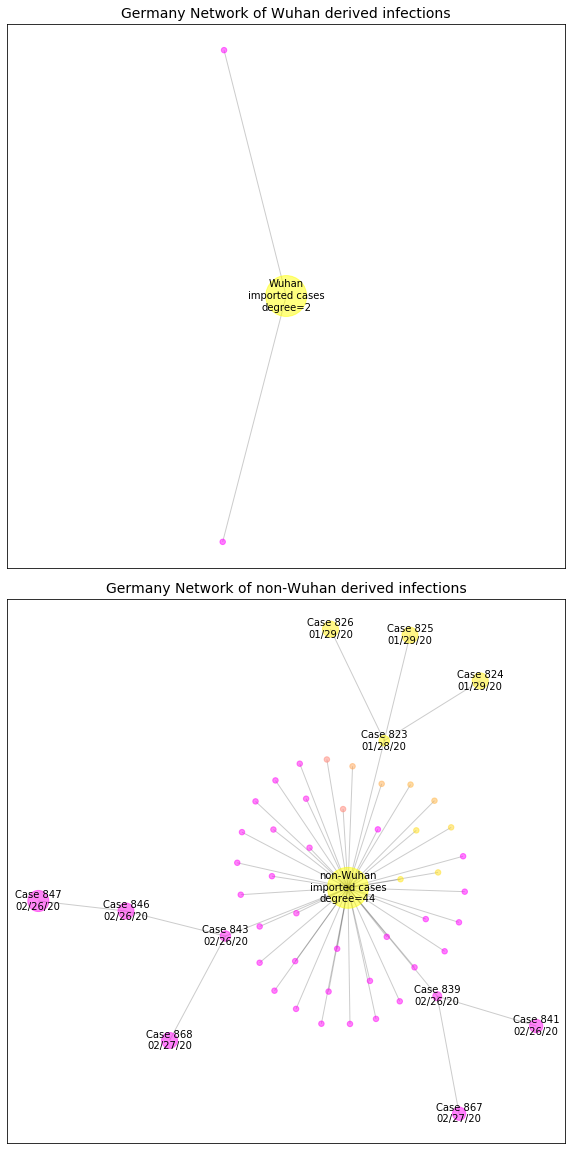 Germany Network of Wuhan derived infections
Wuhan
imported cases
degree=2
Germany Network of non-Wuhan derived infections
Case 826
01/29/20
Case 825
01/29/20
Case 824
01/29/20
Case 823
01/28/20
non-Wuhan
imported cases
degree=44
Case 847
02/26/20
Case 846
02/26/20
Case 843
02/26/20
Case 839
02/26/20
Case 841
02/26/20
Case 868
02/27/20
Case 867
02/27/20